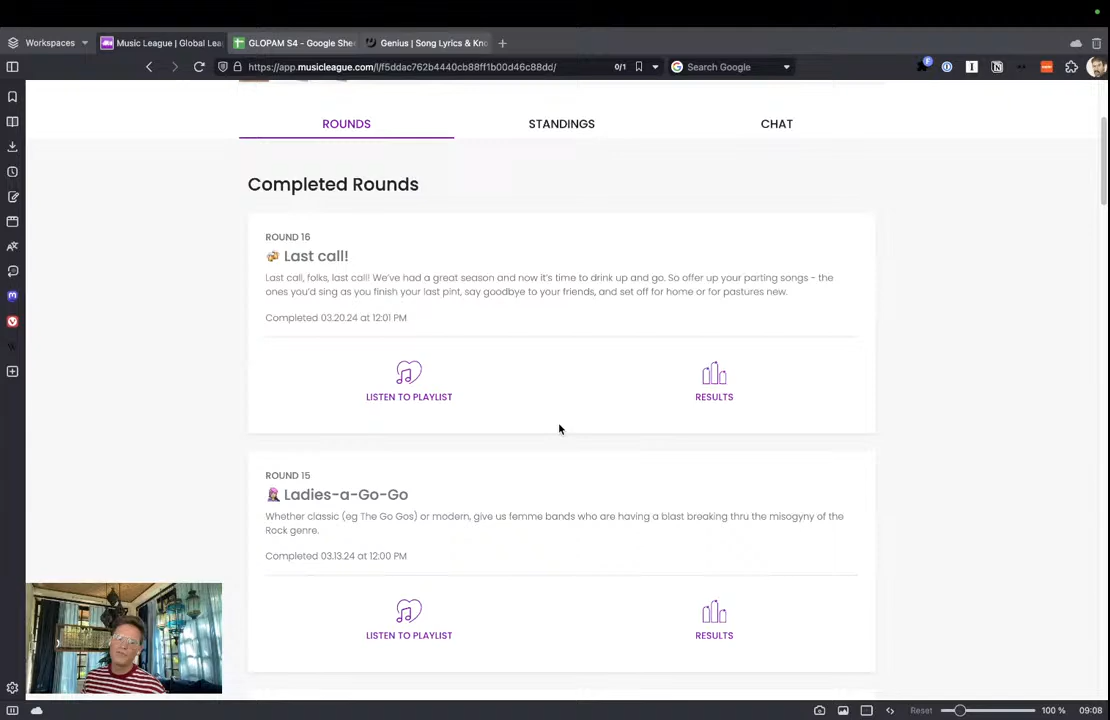 Workspaces
Music League | Global Lea
GLOPAM S4 - Google She
Genius | Song Lyrics & Kno
https://app.musicleague.com/l/f5ddac762b4440cb88ff1b00d46c88dd/
0/1
Search Google
ROUNDS
STANDINGS
CHAT
Completed Rounds
ROUND 16
Last call!
Last call, folks, last call! We've had a great season and now it's time to drink up and go. So offer up your parting songs - the
ones you'd sing as you finish your last pint, say goodbye to your friends, and set off for home or for pastures new.
Completed 03.20.24 at 12:01 PM
LISTEN TO PLAYLIST
RESULTS
ROUND 15
Ladies-a-Go-Go
Whether classic (eg The Go Gos) or modern, give us femme bands who are having a blast breaking thru the misogyny of the
Rock genre.
Completed 03.13.24 at 12:00 PM
LISTEN TO PLAYLIST
RESULTS
Reset
100 %
09:08